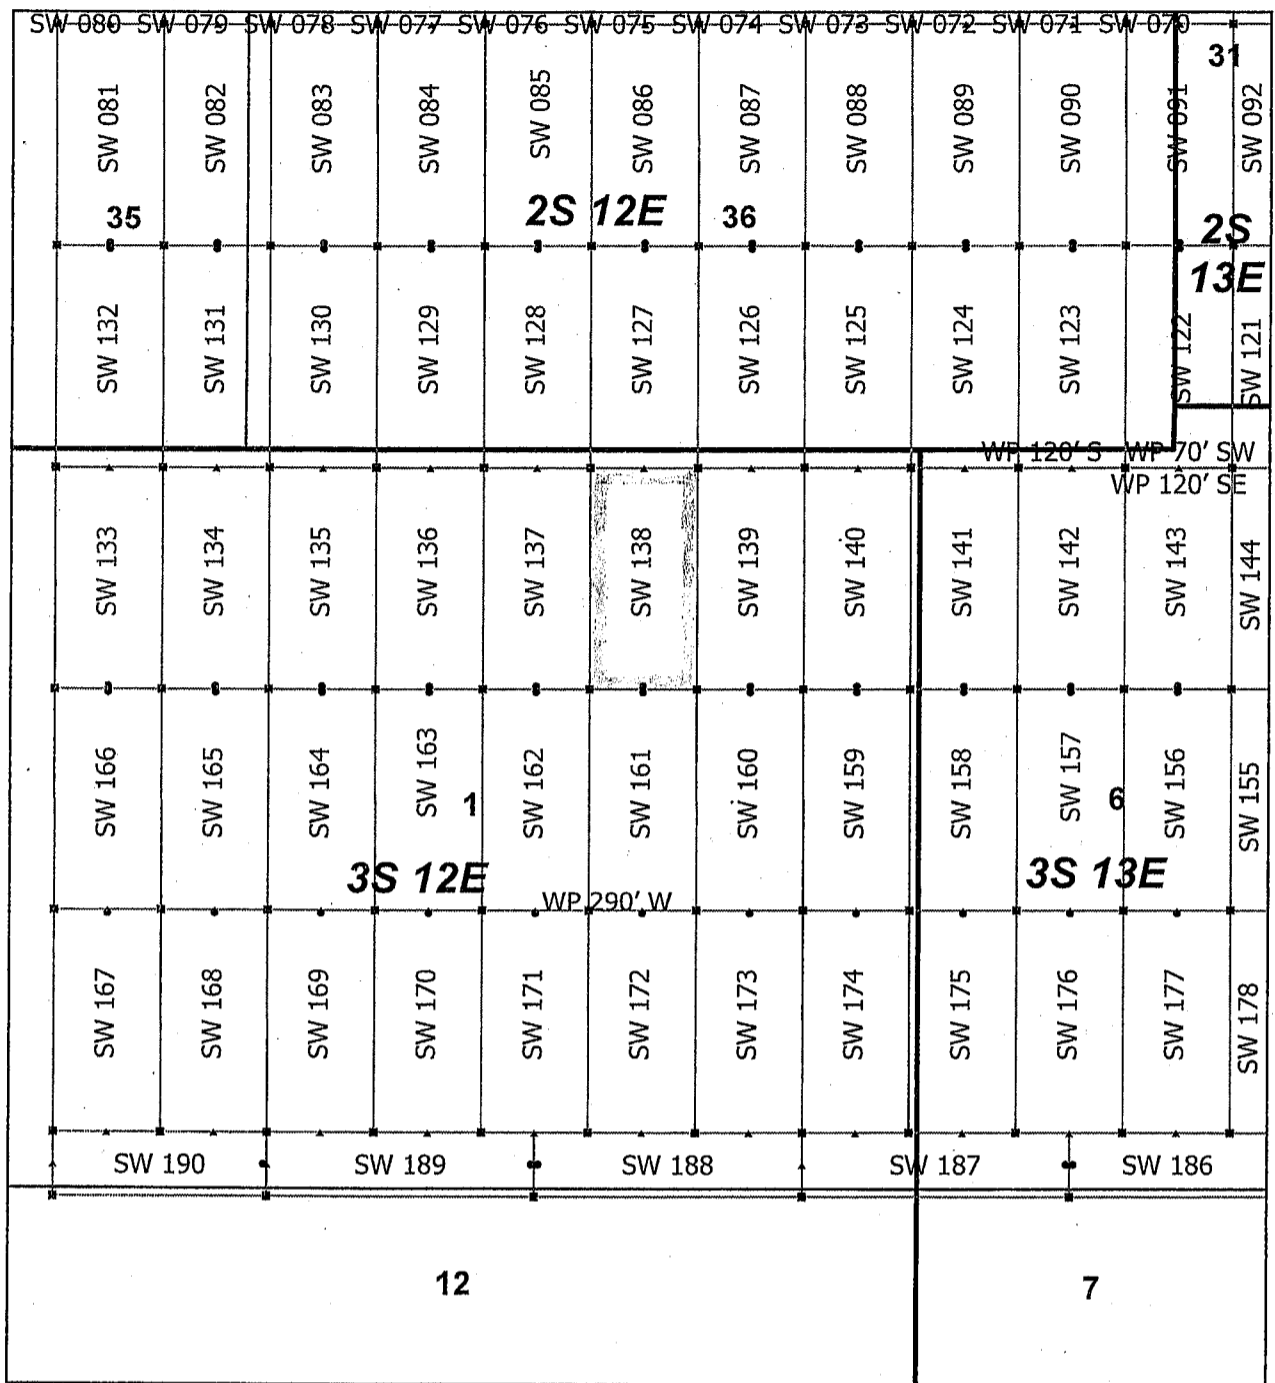 SW 080 SW 079 SW 078 SW 077 SW 076 SW 075 SW 074 SW 073 SW 072 SW 071 SW 070
31
SW 081 SW 082 SW 083 SW 084 SW 085 SW 086 SW 087 SW 088 SW 089 SW 090 SW 091 SW 092
35 2S 12E 36 2S
13E
SW 132 SW 131 SW 130 SW 129 SW 128 SW 127 SW 126 SW 125 SW 124 SW 123 SW 122 SW 121
WP 120' S WP 70' SW
WP 120' SE
SW 133 SW 134 SW 135 SW 136 SW 137 SW 138 SW 139 SW 140 SW 141 SW 142 SW 143 SW 144
SW 166 SW 165 SW 164 SW 163 SW 162 SW 161 SW 160 SW 159 SW 158 SW 157 SW 156 SW 155
1 6
3S 12E 3S 13E
WP 290' W
SW 167 SW 168 SW 169 SW 170 SW 171 SW 172 SW 173 SW 174 SW 175 SW 176 SW 177 SW 178
SW 190 SW 189 SW 188 SW 187 SW 186
12 7